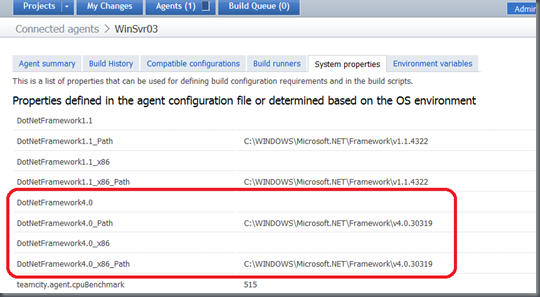 Projects My Changes Agents (1) Build Queue (0) Admin
Connected agents > WinSvr03
Agent summary Build History Compatible configurations Build runners System properties Environment variables
This is a list of properties that can be used for defining build configuration requirements and in the build scripts.
Properties defined in the agent configuration file or determined based on the OS environment
DotNetFramework1.1
DotNetFramework1.1_Path C:\WINDOWS\Microsoft.NET\Framework\v1.1.4322
DotNetFramework1.1_x86
DotNetFramework1.1_x86_Path C:\WINDOWS\Microsoft.NET\Framework\v1.1.4322
DotNetFramework4.0
DotNetFramework4.0_Path C:\WINDOWS\Microsoft.NET\Framework\v4.0.30319
DotNetFramework4.0_x86
DotNetFramework4.0_x86_Path C:\WINDOWS\Microsoft.NET\Framework\v4.0.30319
teamcity.agent.cpuBenchmark 515